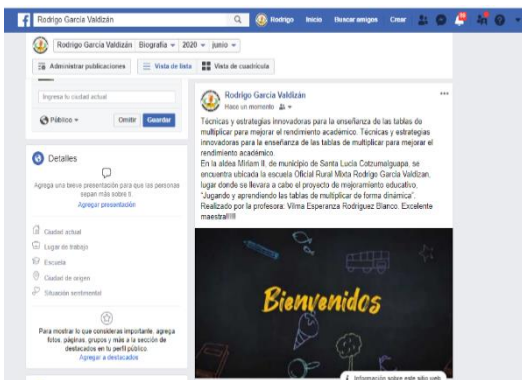 Rodrigo García Valdizán
Rodrigo Inicio Buscar amigos Crear
Rodrigo García Valdizán Biografía 2020 junio
Administrar publicaciones Vista de lista Vista de cuadrícula
Ingresa tu ciudad actual
Público Omitir Guardar
Detalles
Agrega una breve presentación para que las personas
sepan más sobre ti.
Agregar presentación
Ciudad actual
Lugar de trabajo
Escuela
Ciudad de origen
Situación sentimental
Para mostrar lo que consideras importante, agrega
fotos, páginas, grupos y más a la sección de
destacados en tu perfil público.
Agregar a destacados
Rodrigo García Valdizán
Hace un momento
Técnicas y estrategias innovadoras para la enseñanza de las tablas de
multiplicar para mejorar el rendimiento académico. Técnicas y estrategias
innovadoras para la enseñanza de las tablas de multiplicar para mejorar el
rendimiento académico.
En la aldea Miriam II, de municipio de Santa Lucia Cotzumalguapa, se
encuentra ubicada la escuela Oficial Rural Mixta Rodrigo García Valdizan,
lugar donde se llevara a cabo el proyecto de mejoramiento educativo,
"Jugando y aprendiendo las tablas de multiplicar de forma dinámica".
Realizado por la profesora: Vilma Esperanza Rodríguez Blanco. Excelente
maestra!!!!!
Bienvenidos
Información sobre este sitio web